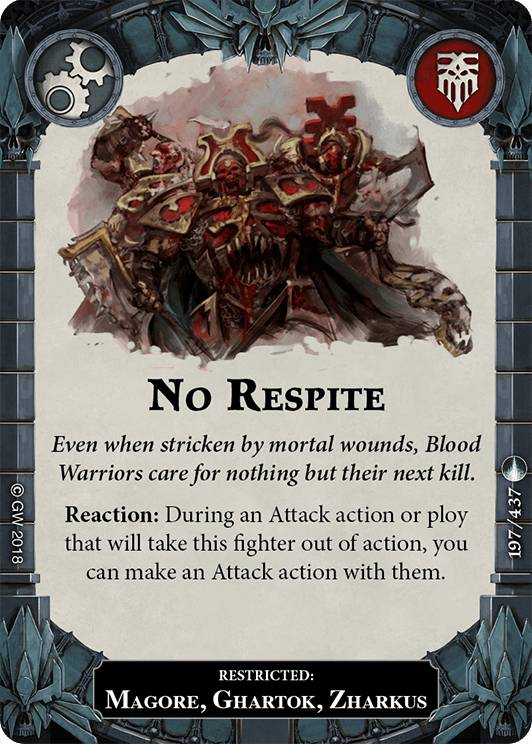 No Respite
Even when stricken by mortal wounds, Blood
Warriors care for nothing but their next kill.
Reaction: During an Attack action or ploy
that will take this fighter out of action, you
can make an Attack action with them.
© GW 2018
197/437
RESTRICTED:
Magore, Ghartok, Zharkus